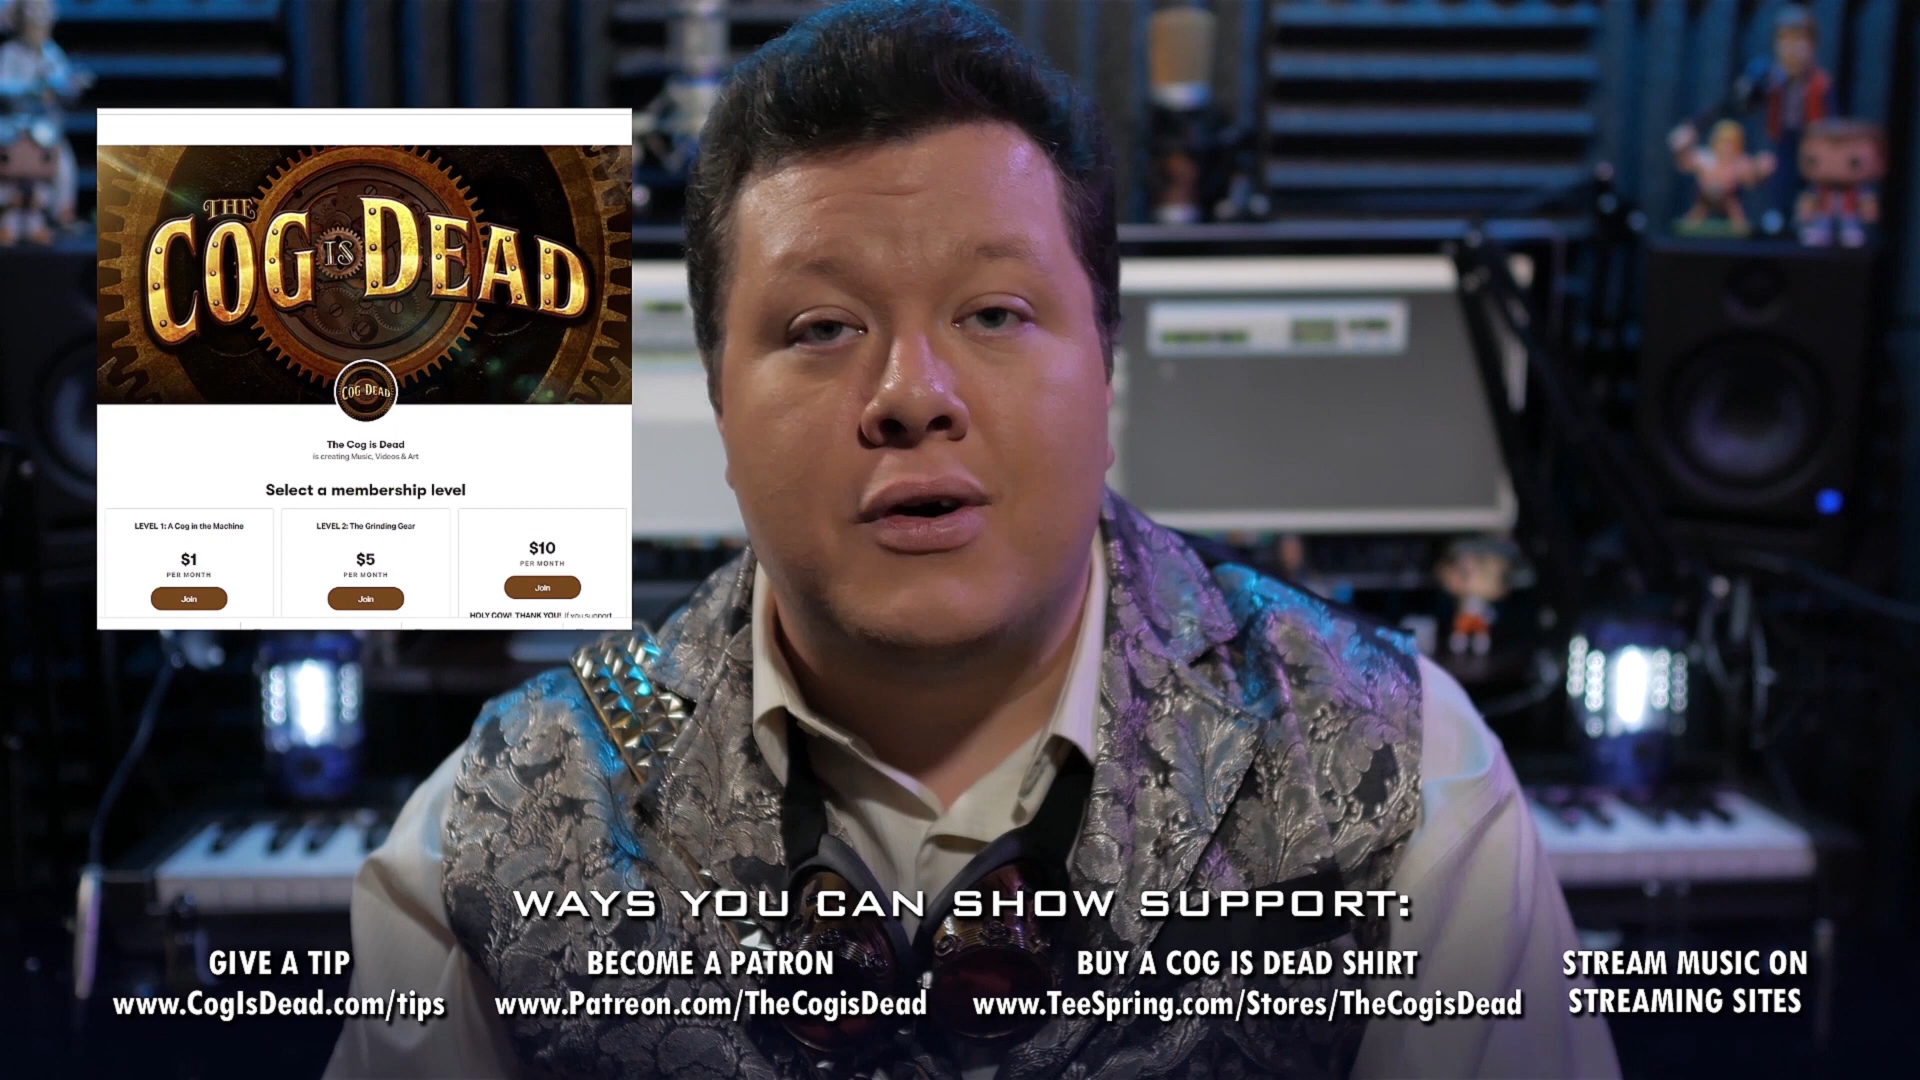 THE
COG IS DEAD
COG IS DEAD
The Cog is Dead
is creating Music, Videos & Art
Select a membership level
LEVEL 1: A Cog in the Machine
$1
PER MONTH
Join
LEVEL 2: The Grinding Gear
$5
PER MONTH
Join
$10
PER MONTH
Join
HOLY COW! THANK YOU! If you support
WAYS YOU CAN SHOW SUPPORT:
GIVE A TIP
www.CogIsDead.com/tips
BECOME A PATRON
www.Patreon.com/TheCogisDead
BUY A COG IS DEAD SHIRT
www.TeeSpring.com/Stores/TheCogisDead
STREAM MUSIC ON
STREAMING SITES